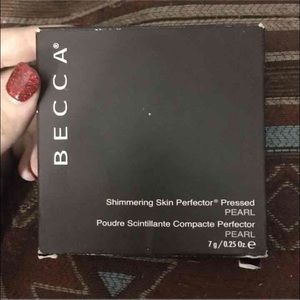 BECCA®
Shimmering Skin Perfector® Pressed
PEARL
Poudre Scintillante Compacte Perfector
PEARL
7 g / 0.25 Oz. ℮